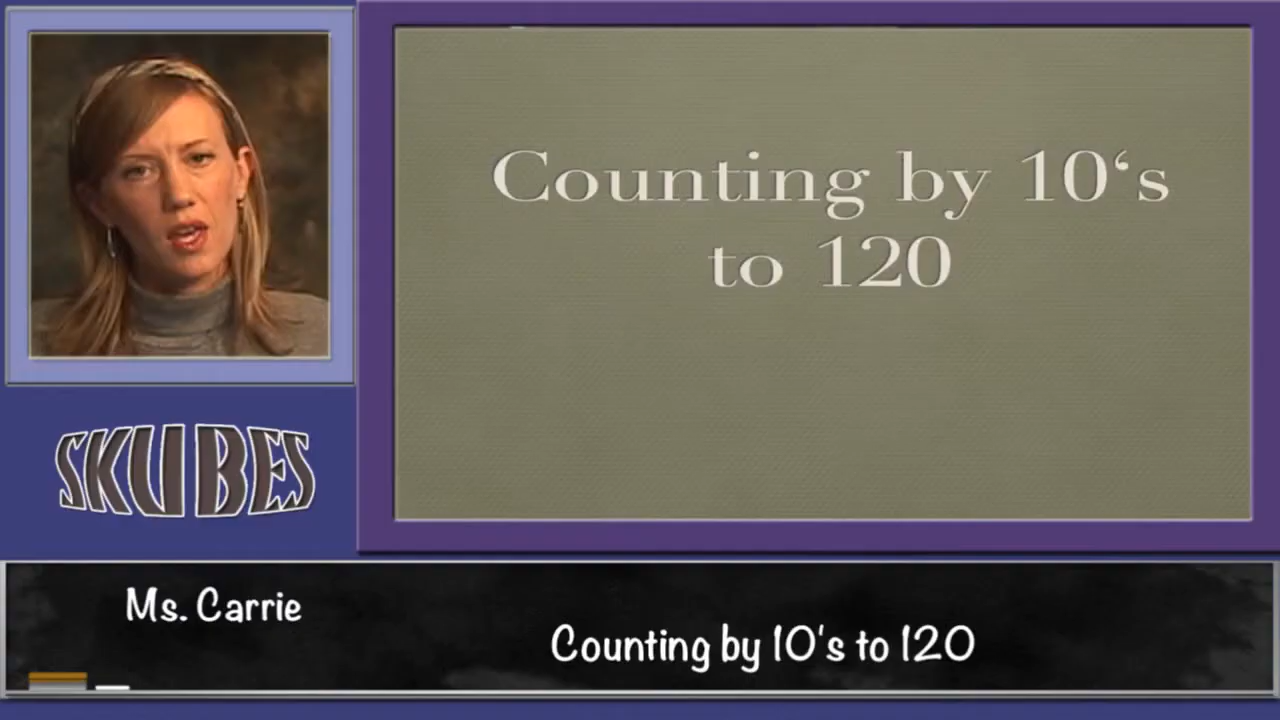 Counting by 10‘s
to 120
SKUBES
Ms. Carrie
Counting by 10's to 120